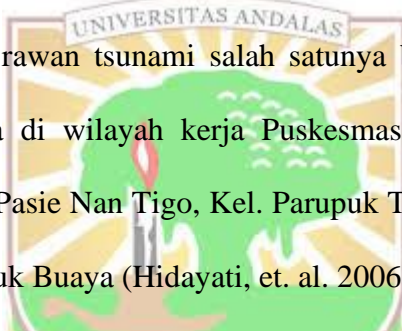 UNIVERSITAS ANDALAS
rawan tsunami salah satunya
di wilayah kerja Puskesmas
Pasie Nan Tigo, Kel. Parupuk T
uk Buaya (Hidayati, et. al. 2006